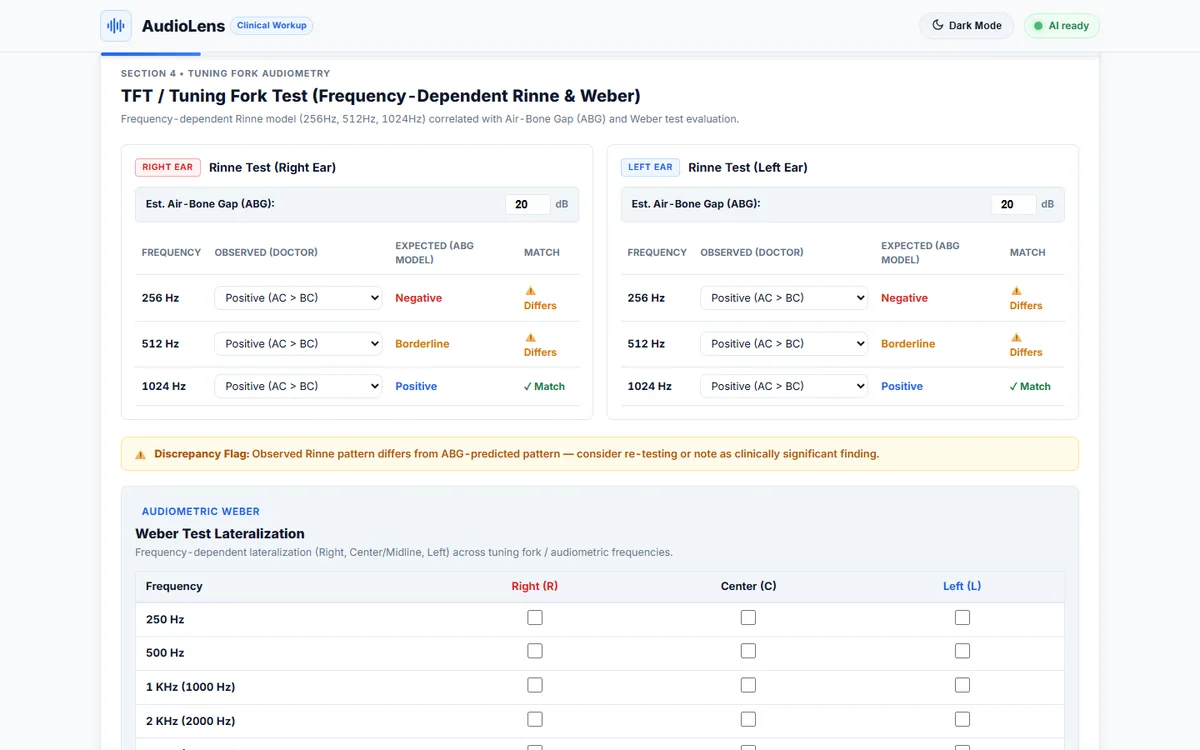 AudioLens
Clinical Workup
Dark Mode
AI ready
SECTION 4 • TUNING FORK AUDIOMETRY
TFT / Tuning Fork Test (Frequency-Dependent Rinne & Weber)
Frequency-dependent Rinne model (256Hz, 512Hz, 1024Hz) correlated with Air-Bone Gap (ABG) and Weber test evaluation.
RIGHT EAR Rinne Test (Right Ear)
Est. Air-Bone Gap (ABG): 20 dB
FREQUENCY OBSERVED (DOCTOR) EXPECTED (ABG MODEL) MATCH
256 Hz Positive (AC > BC) Negative ⚠ Differs
512 Hz Positive (AC > BC) Borderline ⚠ Differs
1024 Hz Positive (AC > BC) Positive ✓ Match
LEFT EAR Rinne Test (Left Ear)
Est. Air-Bone Gap (ABG): 20 dB
FREQUENCY OBSERVED (DOCTOR) EXPECTED (ABG MODEL) MATCH
256 Hz Positive (AC > BC) Negative ⚠ Differs
512 Hz Positive (AC > BC) Borderline ⚠ Differs
1024 Hz Positive (AC > BC) Positive ✓ Match
⚠ Discrepancy Flag: Observed Rinne pattern differs from ABG-predicted pattern — consider re-testing or note as clinically significant finding.
AUDIOMETRIC WEBER
Weber Test Lateralization
Frequency-dependent lateralization (Right, Center/Midline, Left) across tuning fork / audiometric frequencies.
Frequency Right (R) Center (C) Left (L)
250 Hz
500 Hz
1 KHz (1000 Hz)
2 KHz (2000 Hz)